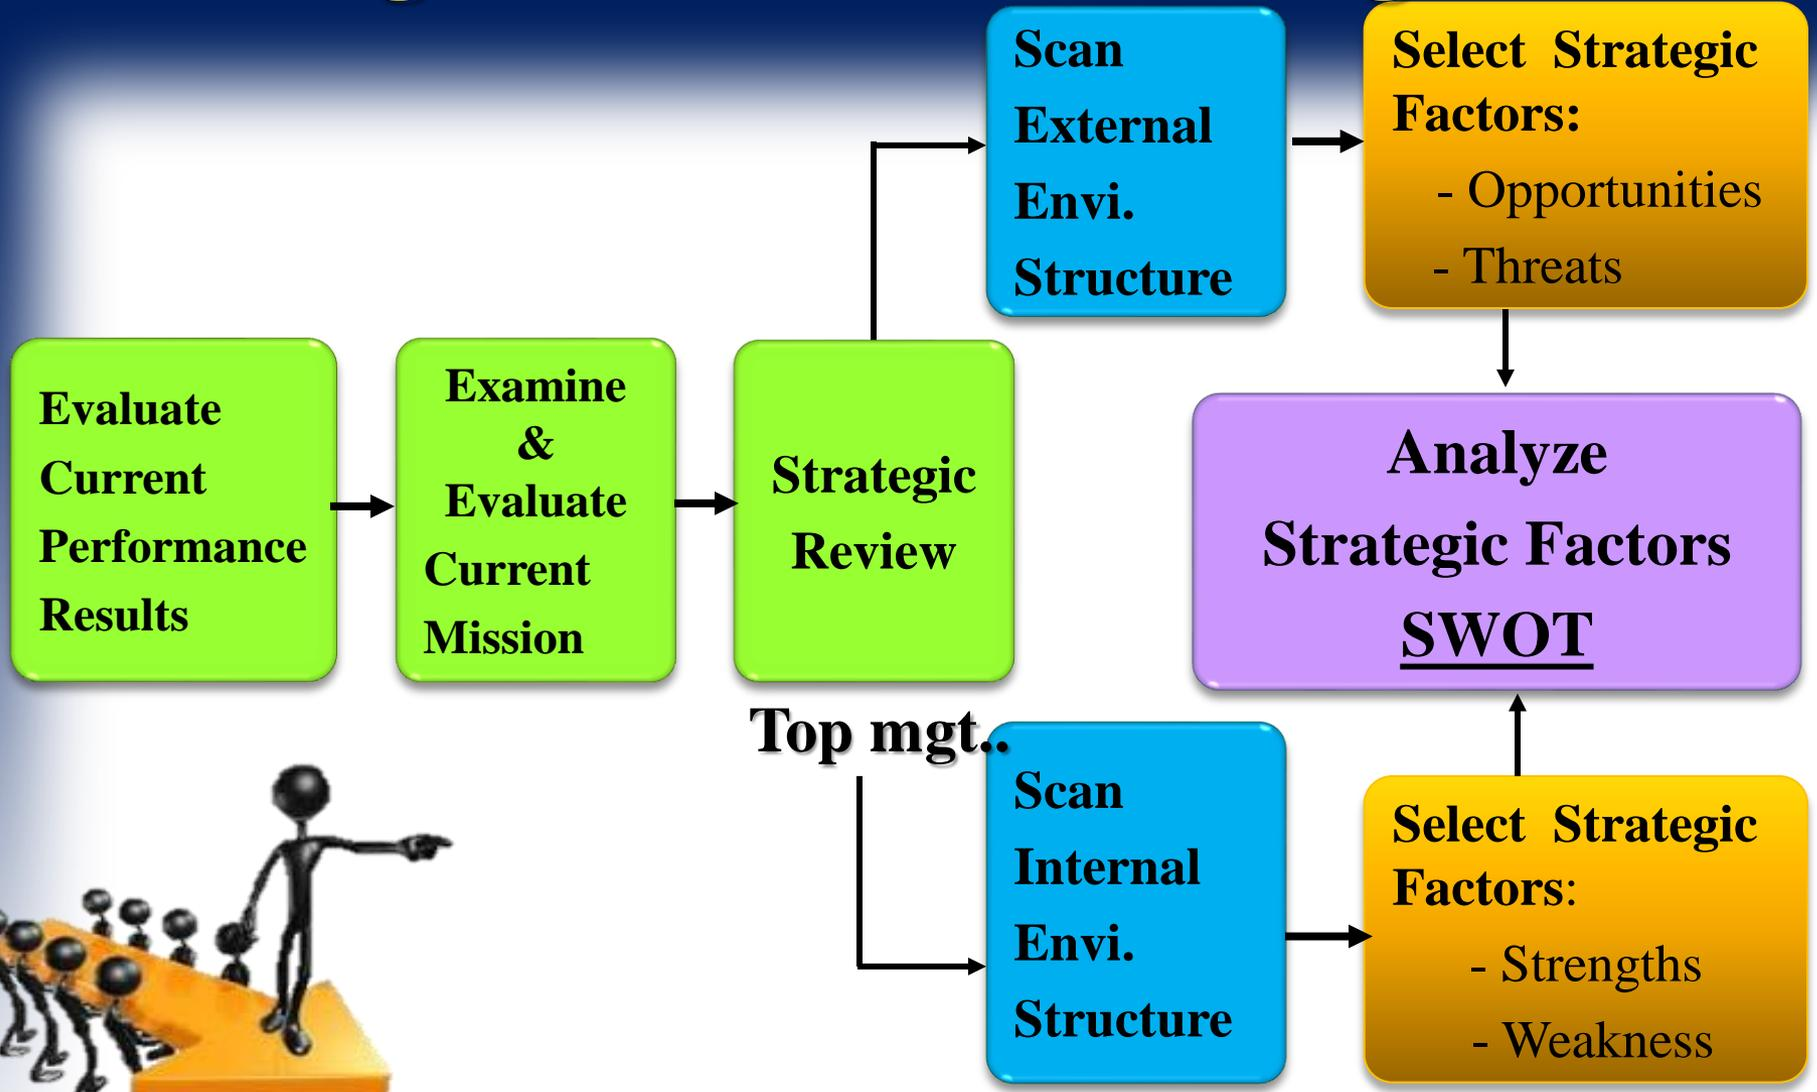 Scan
External
Envi.
Structure
Select Strategic
Factors:
- Opportunities
- Threats
Evaluate
Current
Performance
Results
Examine
&
Evaluate
Current
Mission
Strategic
Review
Analyze
Strategic Factors
SWOT
Top mgt..
Scan
Internal
Envi.
Structure
Select Strategic
Factors:
- Strengths
- Weakness